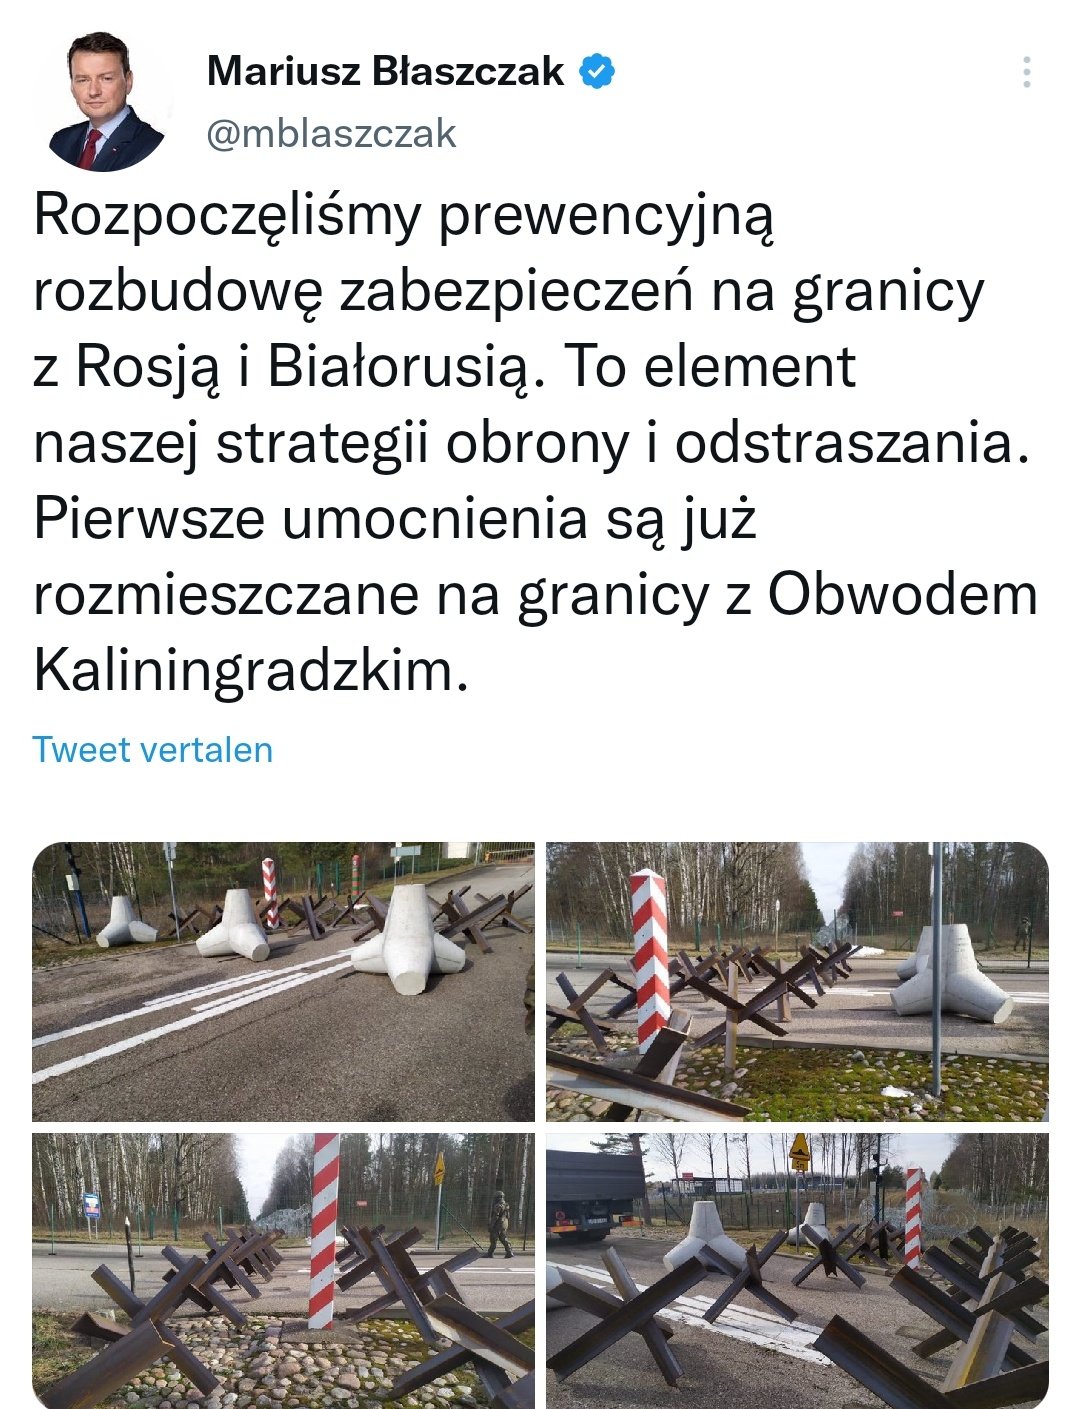 Mariusz Błaszczak
@mblaszczak
Rozpoczęliśmy prewencyjną
rozbudowę zabezpieczeń na granicy
z Rosją i Białorusią. To element
naszej strategii obrony i odstraszania.
Pierwsze umocnienia są już
rozmieszczane na granicy z Obwodem
Kaliningradzkim.
Tweet vertalen